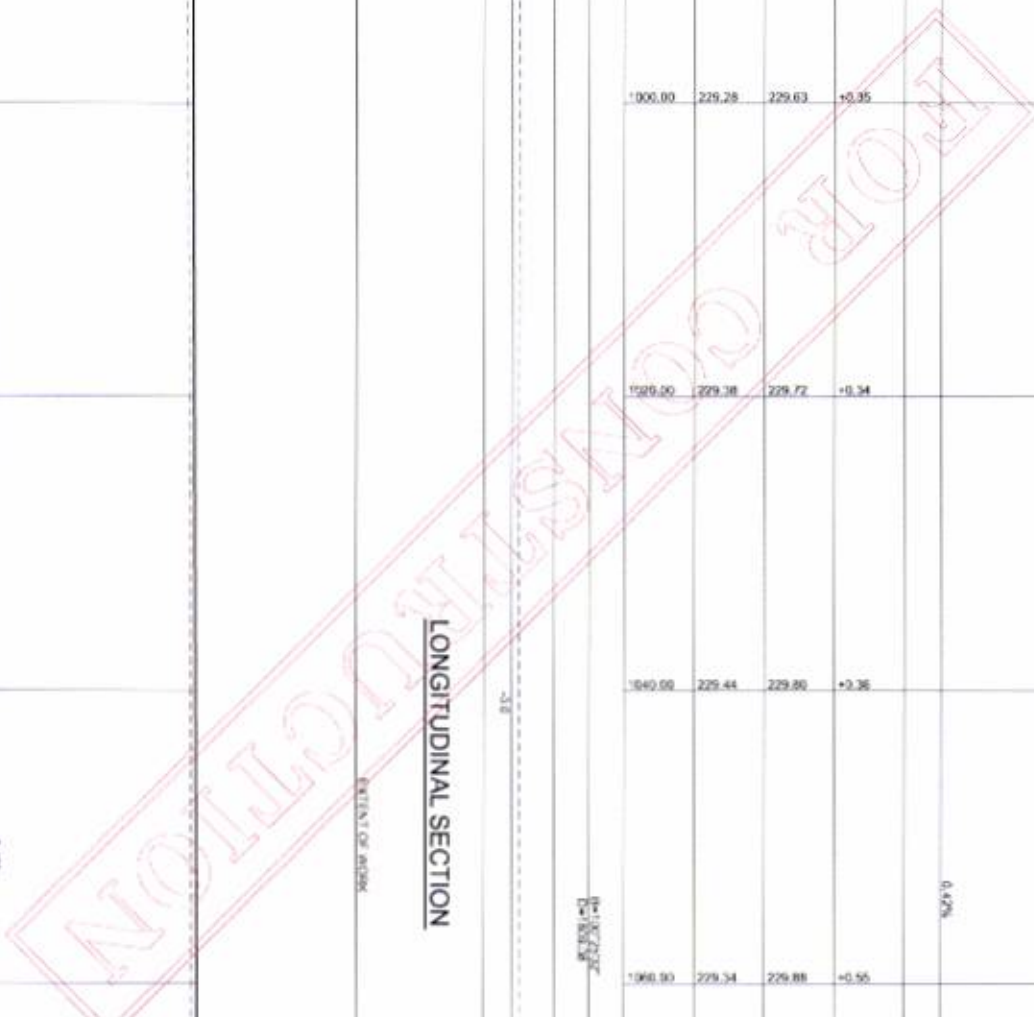 1000.00 229.28 229.63 +0.35
1020.00 229.38 229.72 +0.34
1040.00 229.44 229.80 +0.36
1060.00 229.34 229.88 +0.55
0.42%
LONGITUDINAL SECTION
EXTENT OF WORK
FOR CONSTRUCTION